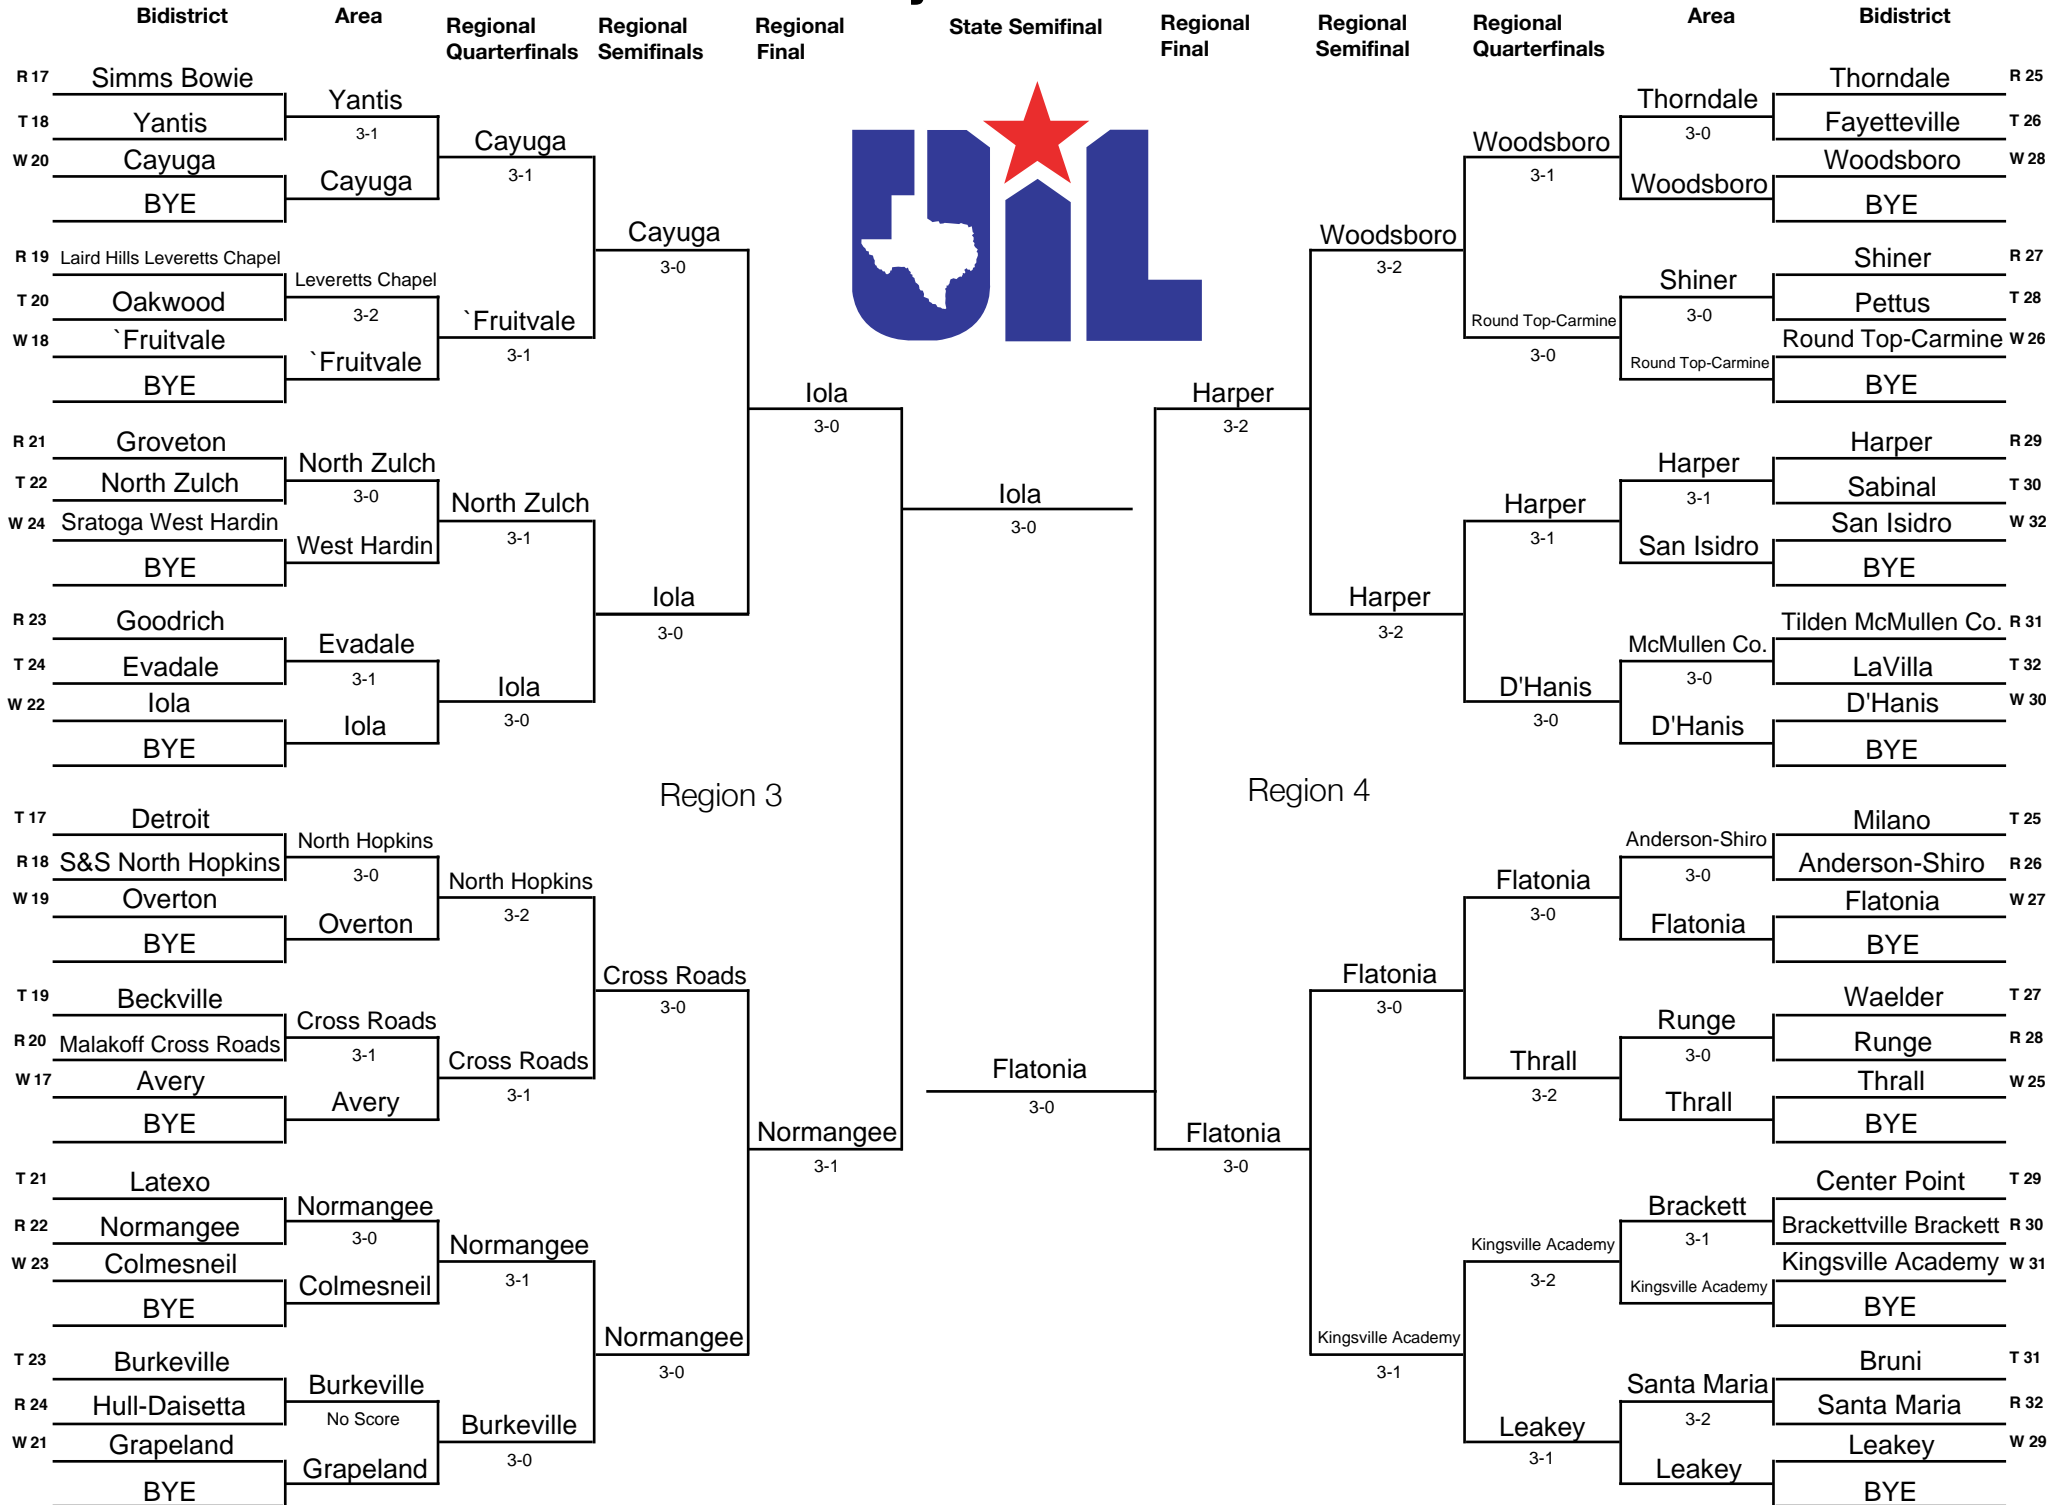 Bidistrict
Area
Regional
Quarterfinals
Regional
Semifinals
Regional
Final
State Semifinal
Regional
Final
Regional
Semifinal
Regional
Quarterfinals
Area
Bidistrict
R 17 Simms Bowie
T 18 Yantis
W 20 Cayuga
BYE
R 19 Laird Hills Leveretts Chapel
T 20 Oakwood
W 18 `Fruitvale
BYE
R 21 Groveton
T 22 North Zulch
W 24 Sratoga West Hardin
BYE
R 23 Goodrich
T 24 Evadale
W 22 Iola
BYE
T 17 Detroit
R 18 S&S North Hopkins
W 19 Overton
BYE
T 19 Beckville
R 20 Malakoff Cross Roads
W 17 Avery
BYE
T 21 Latexo
R 22 Normangee
W 23 Colmesneil
BYE
T 23 Burkeville
R 24 Hull-Daisetta
W 21 Grapeland
BYE
Yantis
3-1
Cayuga
Leveretts Chapel
3-2
`Fruitvale
North Zulch
3-0
West Hardin
Evadale
3-1
Iola
North Hopkins
3-0
Overton
Cross Roads
3-1
Avery
Normangee
3-0
Colmesneil
Burkeville
No Score
Grapeland
Cayuga
3-1
`Fruitvale
3-1
North Zulch
3-1
Iola
3-0
North Hopkins
3-2
Cross Roads
3-1
Normangee
3-1
Burkeville
3-0
Cayuga
3-0
Iola
3-0
Cross Roads
3-0
Normangee
3-0
Iola
3-0
Normangee
3-1
Region 3
UIL
Iola
3-0
Flatonia
3-0
Region 4
Harper
3-2
Flatonia
3-0
Woodsboro
3-2
Harper
3-2
Flatonia
3-0
Kingsville Academy
3-1
Woodsboro
3-1
Round Top-Carmine
3-0
Harper
3-1
D'Hanis
3-0
Flatonia
3-0
Thrall
3-2
Kingsville Academy
3-2
Leakey
3-1
Thorndale
3-0
Woodsboro
Shiner
3-0
Round Top-Carmine
Harper
3-1
San Isidro
McMullen Co.
3-0
D'Hanis
Anderson-Shiro
3-0
Flatonia
Runge
3-0
Thrall
Brackett
3-1
Kingsville Academy
Santa Maria
3-2
Leakey
Thorndale R 25
Fayetteville T 26
Woodsboro W 28
BYE
Shiner R 27
Pettus T 28
Round Top-Carmine W 26
BYE
Harper R 29
Sabinal T 30
San Isidro W 32
BYE
Tilden McMullen Co. R 31
LaVilla T 32
D'Hanis W 30
BYE
Milano T 25
Anderson-Shiro R 26
Flatonia W 27
BYE
Waelder T 27
Runge R 28
Thrall W 25
BYE
Center Point T 29
Brackettville Brackett R 30
Kingsville Academy W 31
BYE
Bruni T 31
Santa Maria R 32
Leakey W 29
BYE